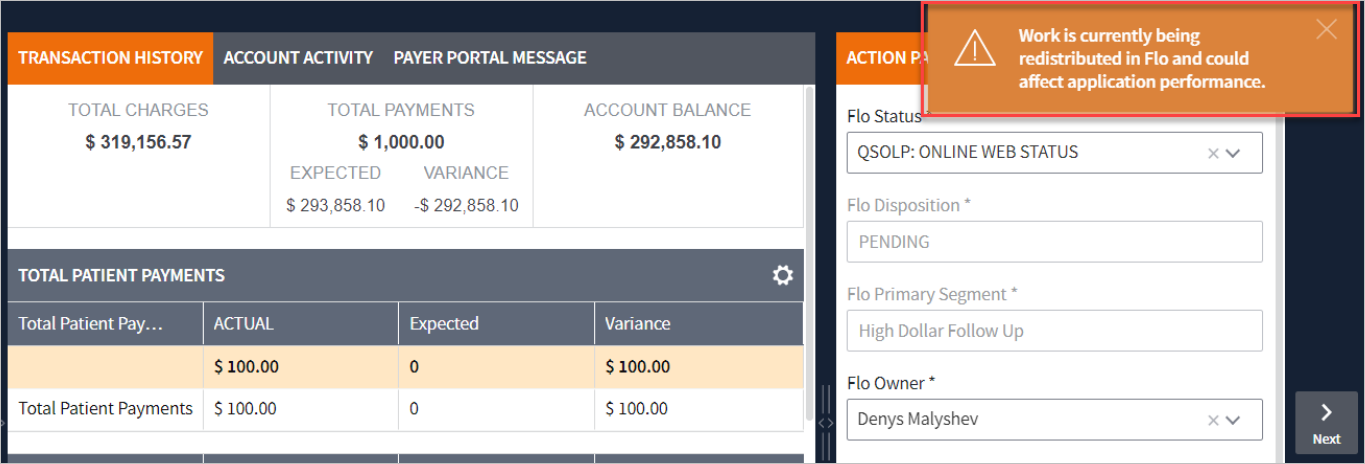 TRANSACTION HISTORY ACCOUNT ACTIVITY PAYER PORTAL MESSAGE
TOTAL CHARGES
$ 319,156.57
TOTAL PAYMENTS
$ 1,000.00
EXPECTED VARIANCE
$ 293,858.10 -$ 292,858.10
ACCOUNT BALANCE
$ 292,858.10
TOTAL PATIENT PAYMENTS
Total Patient Pay... ACTUAL Expected Variance
$ 100.00 0 $ 100.00
Total Patient Payments $ 100.00 0 $ 100.00
ACTION
Work is currently being
redistributed in Flo and could
affect application performance.
Flo Status
QSOLP: ONLINE WEB STATUS
Flo Disposition *
PENDING
Flo Primary Segment *
High Dollar Follow Up
Flo Owner *
Denys Malyshev
Next